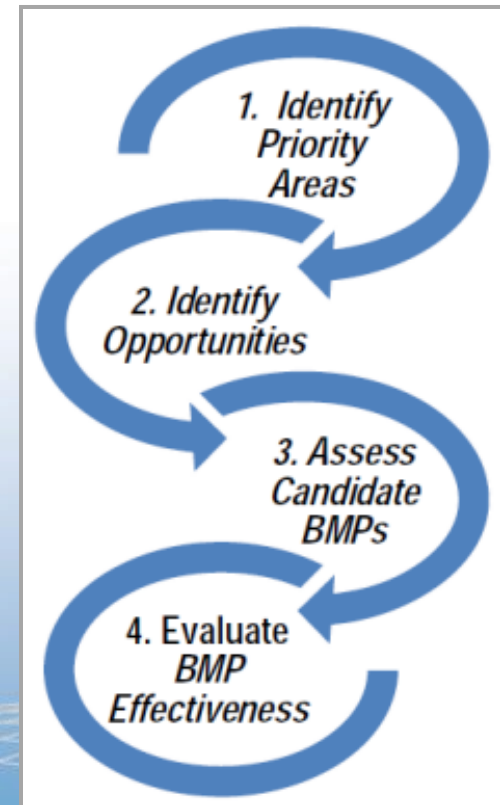 1. Identify
Priority
Areas
2. Identify
Opportunities
3. Assess
Candidate
BMPs
4. Evaluate
BMP
Effectiveness